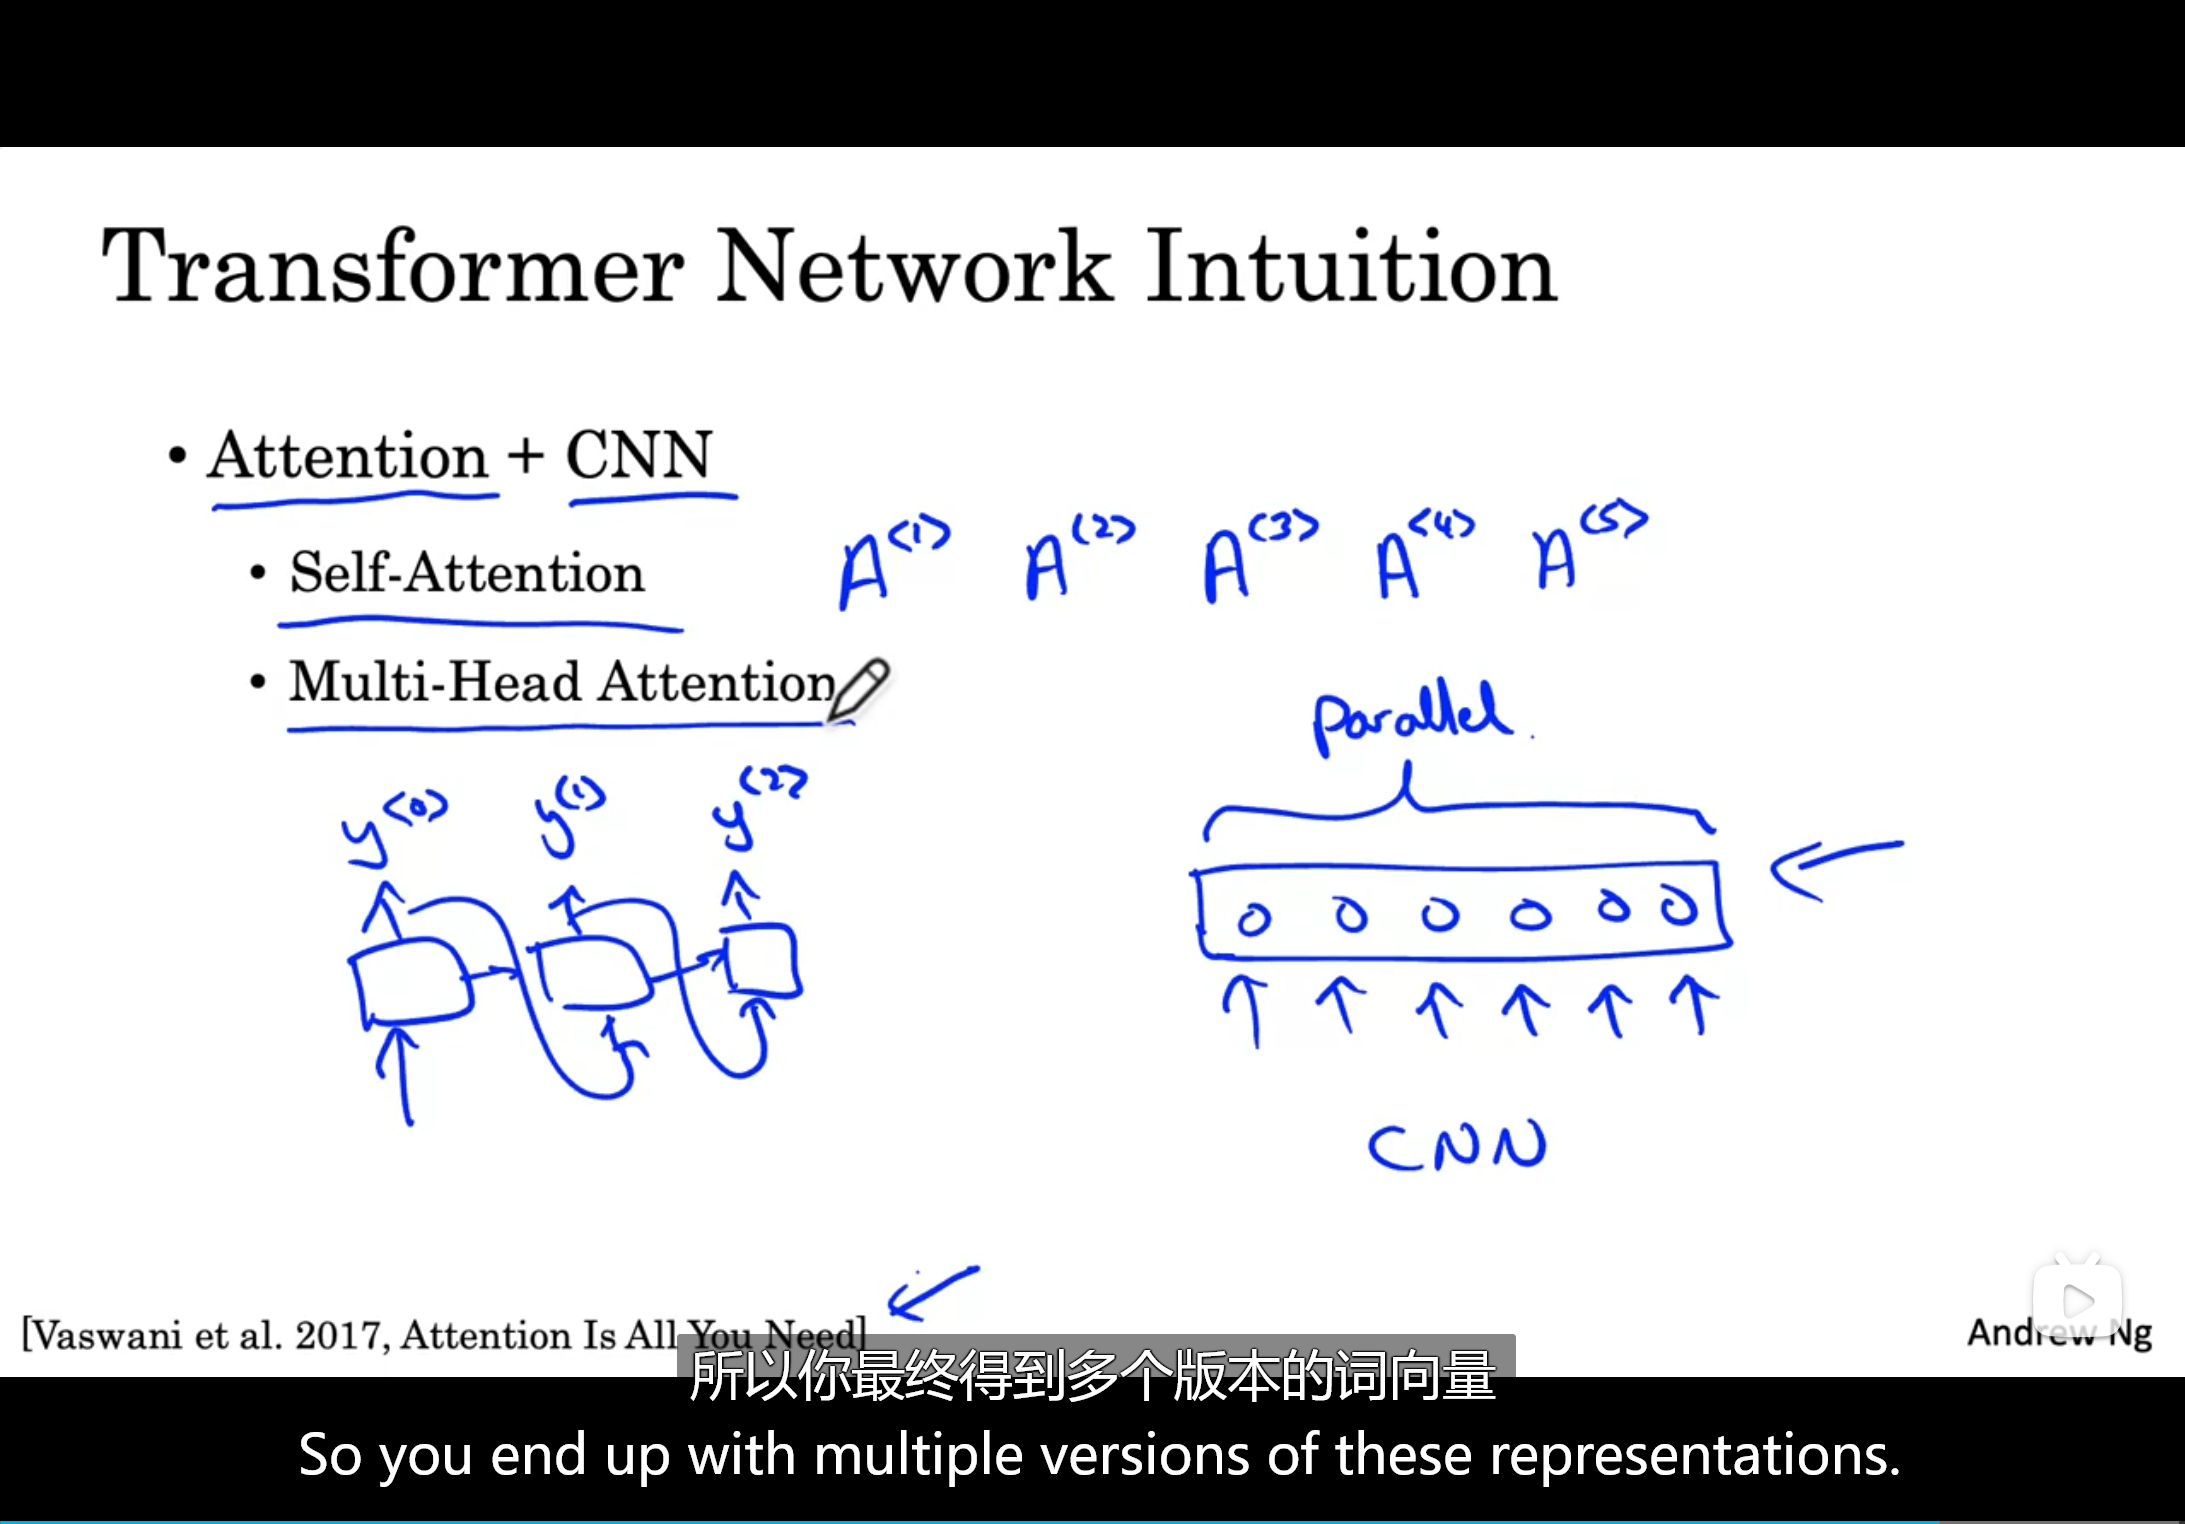 Transformer Network Intuition
• Attention + CNN
• Self-Attention
A<1> A<2> A<3> A<4> A<5>
• Multi-Head Attention
Parallel.
y<0> y<1> y<2>
CNN
[Vaswani et al. 2017, Attention Is All You Need]
Andrew Ng
所以你最终得到多个版本的词向量
So you end up with multiple versions of these representations.